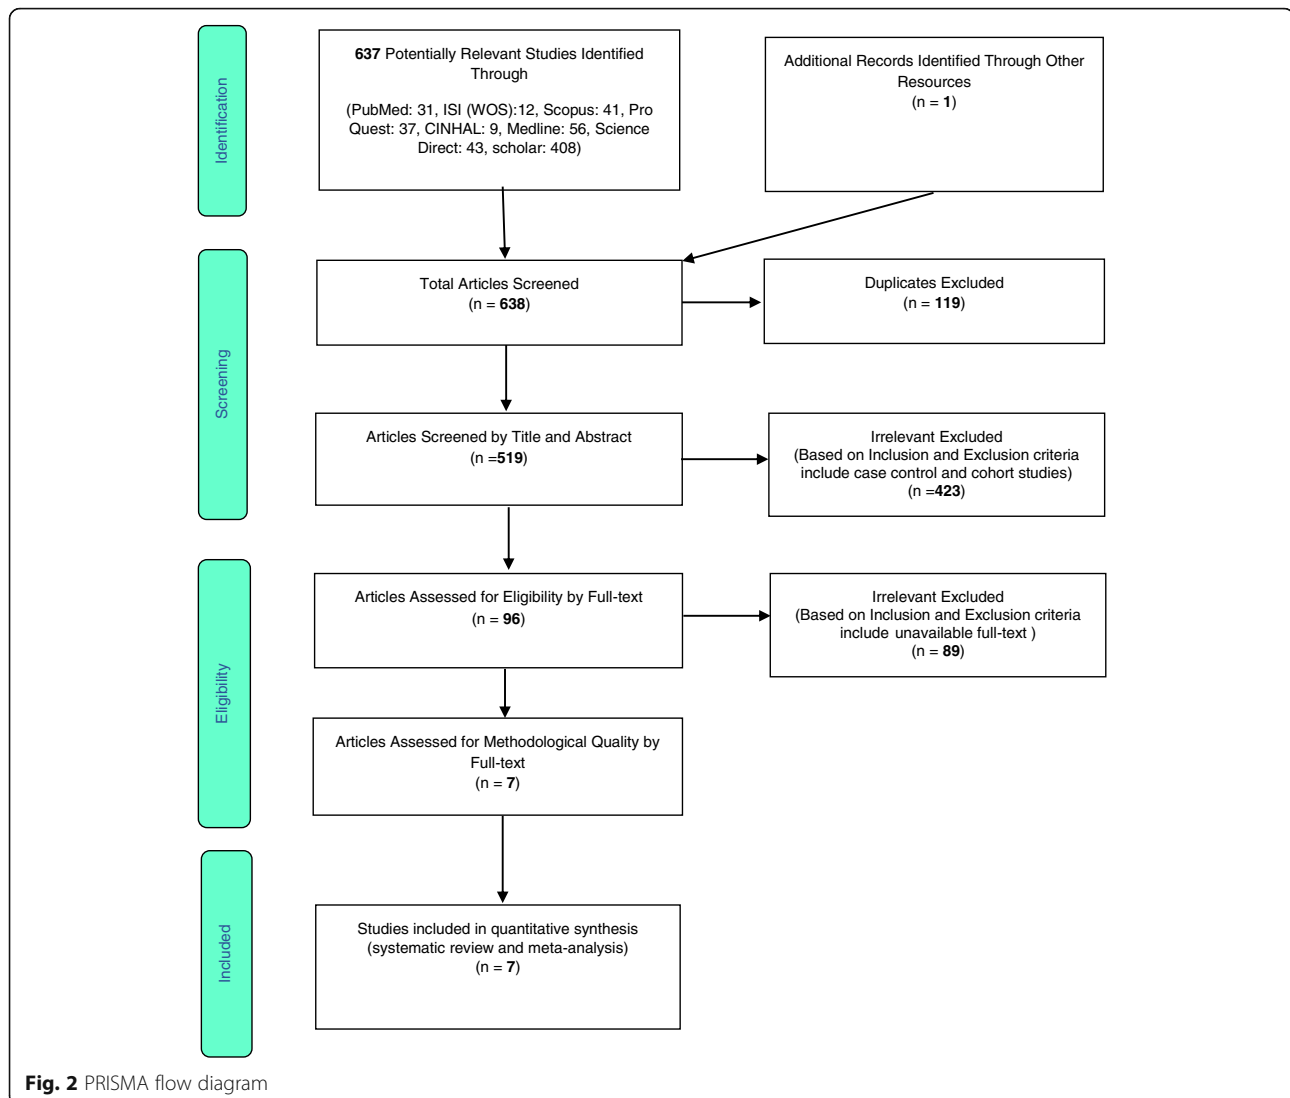 Identification
637 Potentially Relevant Studies Identified
Through
(PubMed: 31, ISI (WOS):12, Scopus: 41, Pro
Quest: 37, CINHAL: 9, Medline: 56, Science
Direct: 43, scholar: 408)
Additional Records Identified Through Other
Resources
(n = 1)
Screening
Total Articles Screened
(n = 638)
Duplicates Excluded
(n = 119)
Articles Screened by Title and Abstract
(n =519)
Irrelevant Excluded
(Based on Inclusion and Exclusion criteria
include case control and cohort studies)
(n =423)
Eligibility
Articles Assessed for Eligibility by Full-text
(n = 96)
Irrelevant Excluded
(Based on Inclusion and Exclusion criteria
include unavailable full-text )
(n = 89)
Articles Assessed for Methodological Quality by
Full-text
(n = 7)
Included
Studies included in quantitative synthesis
(systematic review and meta-analysis)
(n = 7)
Fig. 2 PRISMA flow diagram